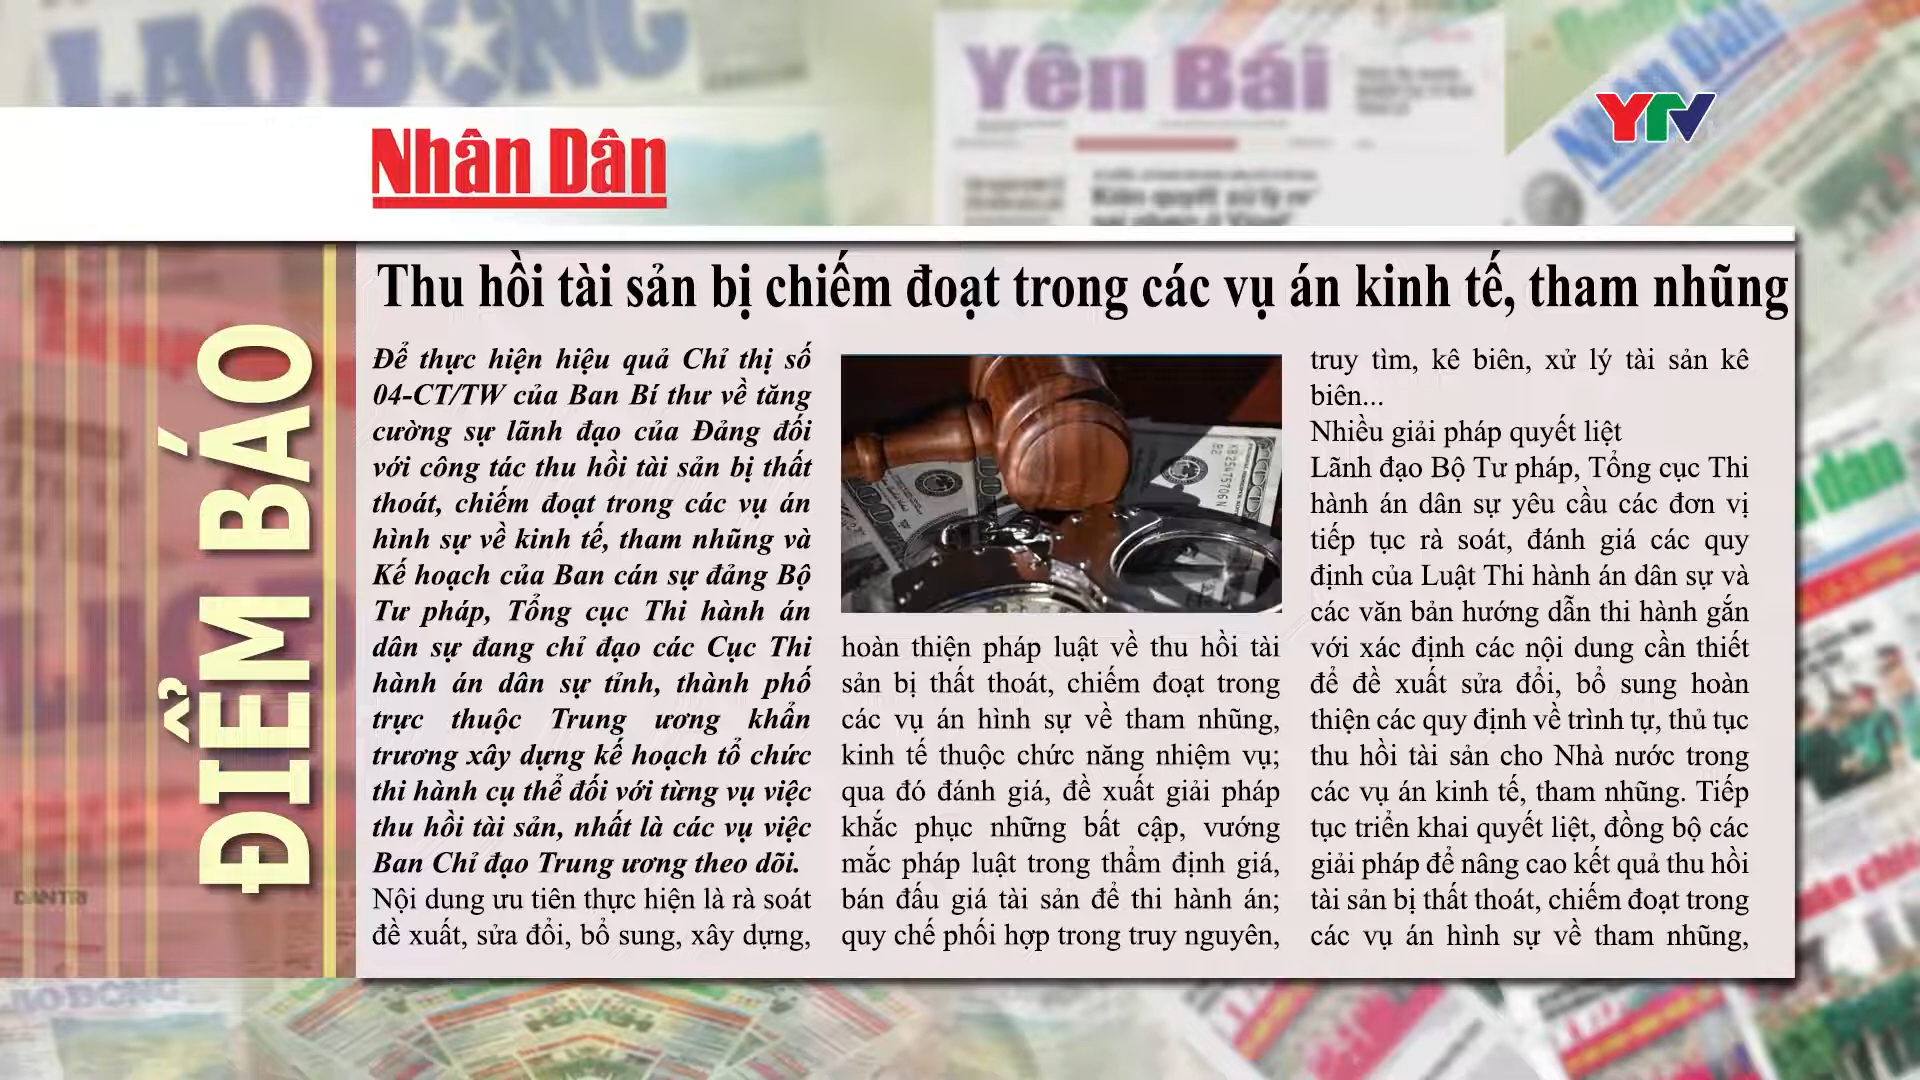 LAO ĐỘNG
Yên Bái
Nhân Dân
YTV
Nhân Dân
ĐIỂM BÁO
Thu hồi tài sản bị chiếm đoạt trong các vụ án kinh tế, tham nhũng
Để thực hiện hiệu quả Chỉ thị số
04-CT/TW của Ban Bí thư về tăng
cường sự lãnh đạo của Đảng đối
với công tác thu hồi tài sản bị thất
thoát, chiếm đoạt trong các vụ án
hình sự về kinh tế, tham nhũng và
Kế hoạch của Ban cán sự đảng Bộ
Tư pháp, Tổng cục Thi hành án
dân sự đang chỉ đạo các Cục Thi
hành án dân sự tỉnh, thành phố
trực thuộc Trung ương khẩn
trương xây dựng kế hoạch tổ chức
thi hành cụ thể đối với từng vụ việc
thu hồi tài sản, nhất là các vụ việc
Ban Chỉ đạo Trung ương theo dõi.
Nội dung ưu tiên thực hiện là rà soát
đề xuất, sửa đổi, bổ sung, xây dựng,
hoàn thiện pháp luật về thu hồi tài
sản bị thất thoát, chiếm đoạt trong
các vụ án hình sự về tham nhũng,
kinh tế thuộc chức năng nhiệm vụ;
qua đó đánh giá, đề xuất giải pháp
khắc phục những bất cập, vướng
mắc pháp luật trong thẩm định giá,
bán đấu giá tài sản để thi hành án;
quy chế phối hợp trong truy nguyên,
truy tìm, kê biên, xử lý tài sản kê
biên...
Nhiều giải pháp quyết liệt
Lãnh đạo Bộ Tư pháp, Tổng cục Thi
hành án dân sự yêu cầu các đơn vị
tiếp tục rà soát, đánh giá các quy
định của Luật Thi hành án dân sự và
các văn bản hướng dẫn thi hành gắn
với xác định các nội dung cần thiết
để đề xuất sửa đổi, bổ sung hoàn
thiện các quy định về trình tự, thủ tục
thu hồi tài sản cho Nhà nước trong
các vụ án kinh tế, tham nhũng. Tiếp
tục triển khai quyết liệt, đồng bộ các
giải pháp để nâng cao kết quả thu hồi
tài sản bị thất thoát, chiếm đoạt trong
các vụ án hình sự về tham nhũng,